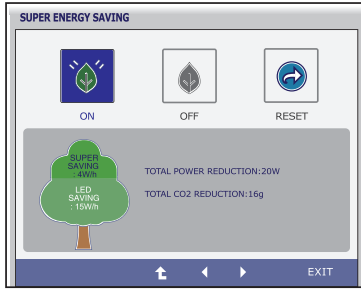 SUPER ENERGY SAVING
ON
OFF
RESET
SUPER
SAVING
: 4W/h
LED
SAVING
: 15W/h
TOTAL POWER REDUCTION:20W
TOTAL CO2 REDUCTION:16g
EXIT